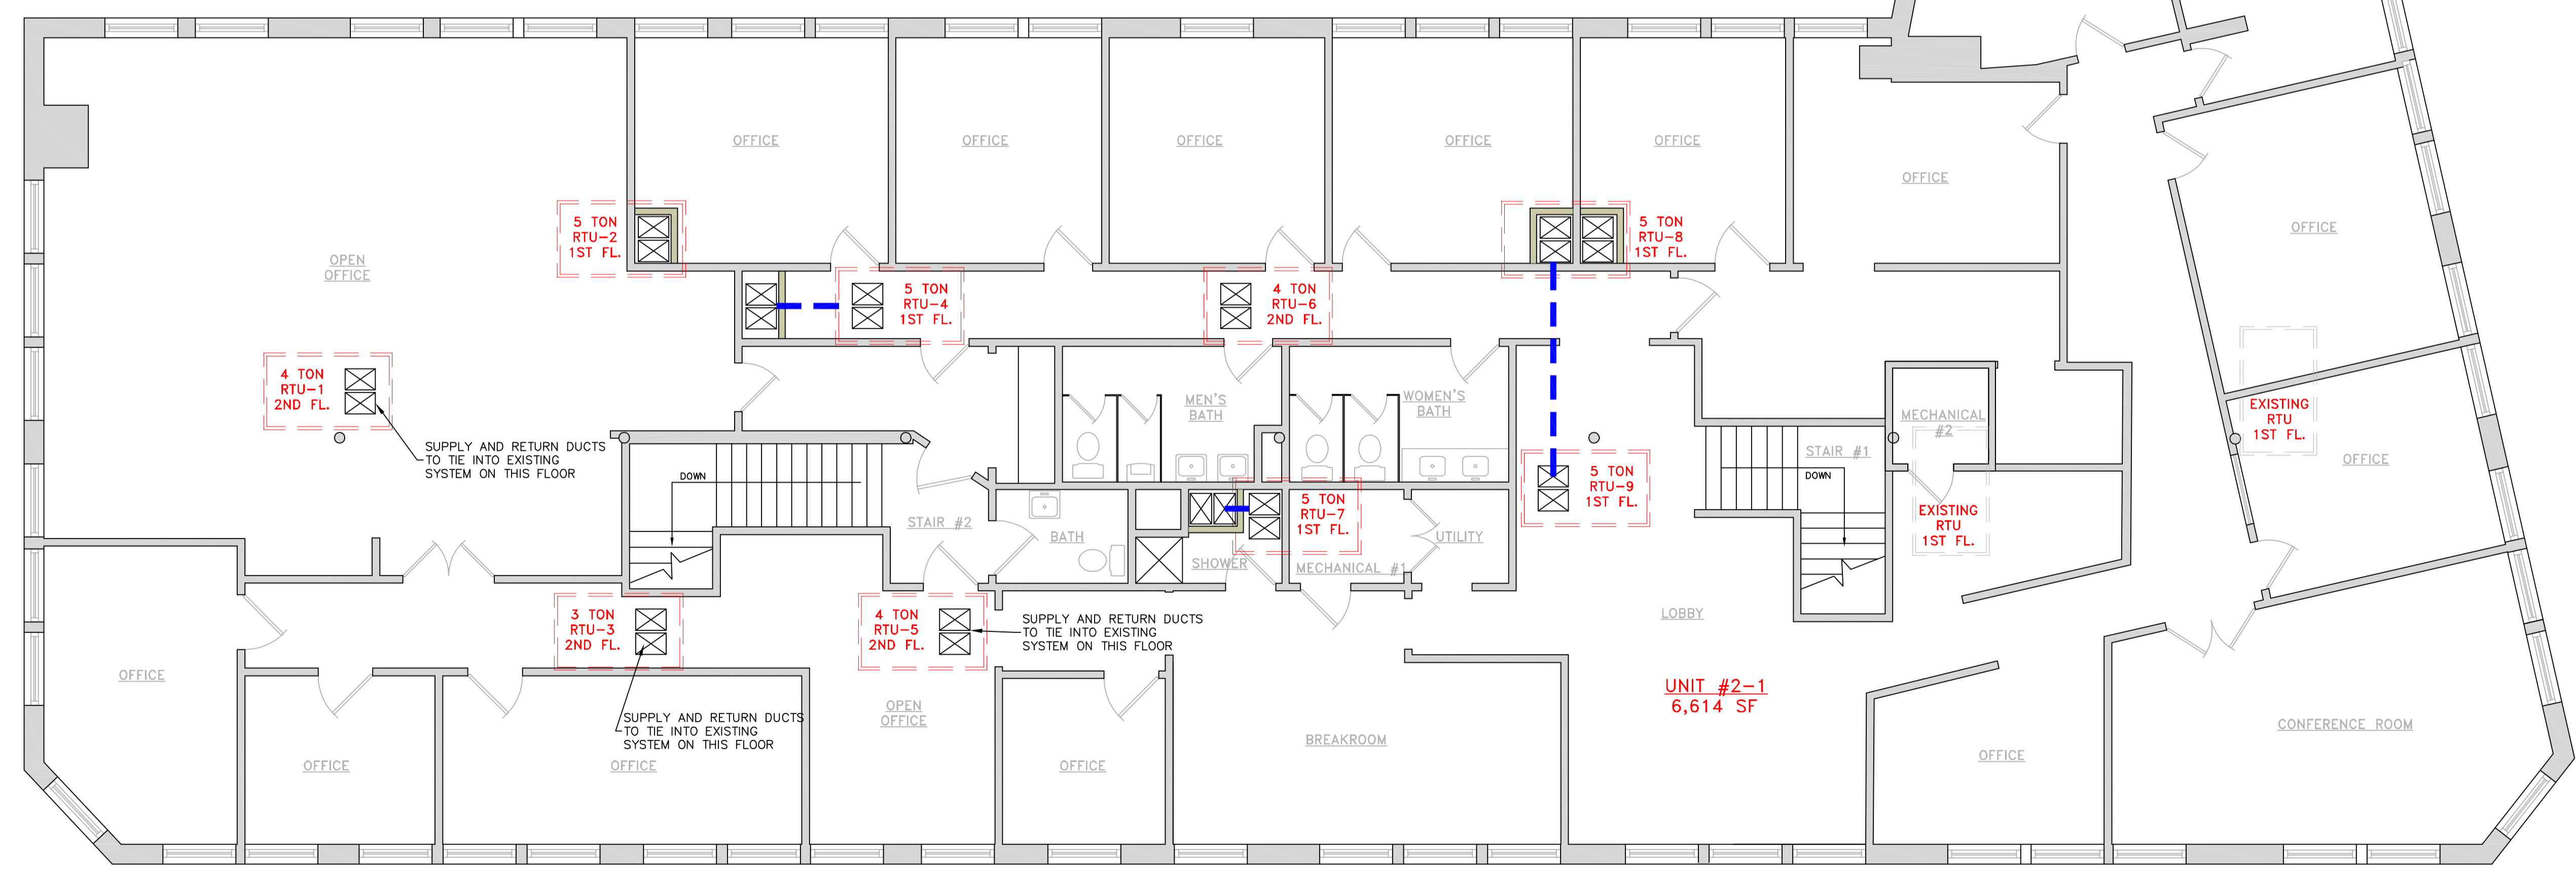 OFFICE
OFFICE
OFFICE
OFFICE
OFFICE
OFFICE
OFFICE
5 TON
RTU-2
1ST FL.
5 TON
RTU-8
1ST FL.
OPEN
OFFICE
5 TON
RTU-4
1ST FL.
4 TON
RTU-6
2ND FL.
4 TON
RTU-1
2ND FL.
SUPPLY AND RETURN DUCTS
TO TIE INTO EXISTING
SYSTEM ON THIS FLOOR
MEN'S
BATH
WOMEN'S
BATH
MECHANICAL
#2
EXISTING
RTU
1ST FL.
OFFICE
DOWN
STAIR #1
DOWN
5 TON
RTU-9
1ST FL.
5 TON
RTU-7
1ST FL.
EXISTING
RTU
1ST FL.
STAIR #2
BATH
SHOWER
MECHANICAL #1
UTILITY
3 TON
RTU-3
2ND FL.
4 TON
RTU-5
2ND FL.
SUPPLY AND RETURN DUCTS
TO TIE INTO EXISTING
SYSTEM ON THIS FLOOR
LOBBY
OFFICE
UNIT #2-1
6,614 SF
OPEN
OFFICE
SUPPLY AND RETURN DUCTS
TO TIE INTO EXISTING
SYSTEM ON THIS FLOOR
CONFERENCE ROOM
BREAKROOM
OFFICE
OFFICE
OFFICE
OFFICE